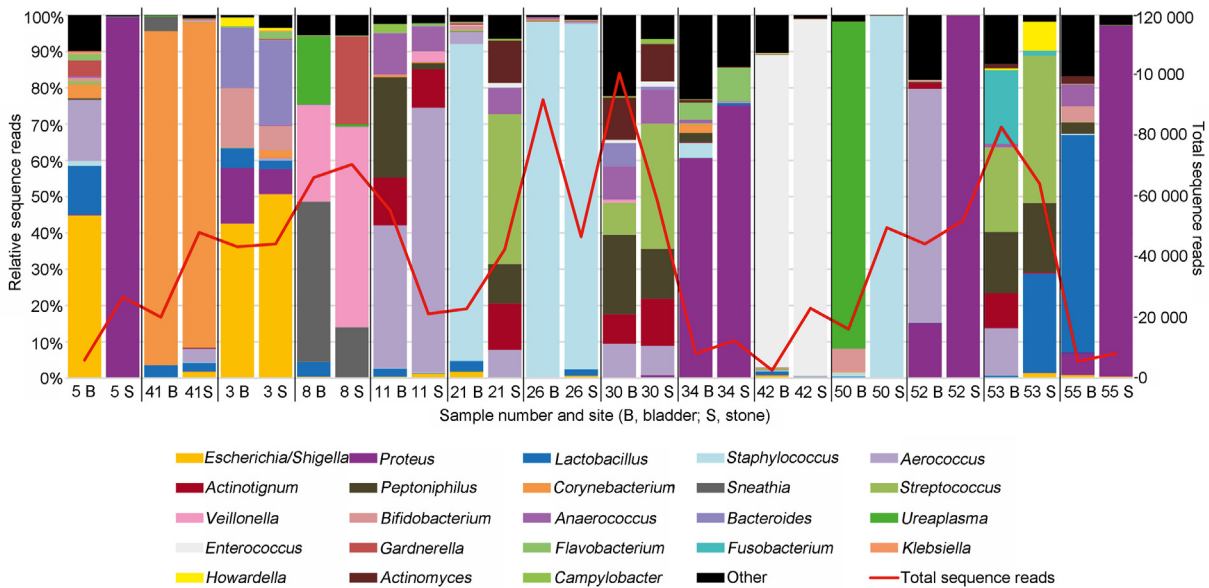 100%
90%
80%
70%
60%
50%
40%
30%
20%
10%
0%
Relative sequence reads
120 000
10 000
80 000
60 000
40 000
20 000
0
Total sequence reads
5 B 5 S 41 B 41S 3 B 3 S 8 B 8 S 11 B 11 S 21 B 21 S 26 B 26 S 30 B 30 S 34 B 34 S 42 B 42 S 50 B 50 S 52 B 52 S 53 B 53 S 55 B 55 S
Sample number and site (B, bladder; S, stone)
Escherichia/Shigella Proteus Lactobacillus Staphylococcus Aerococcus
Actinotignum Peptoniphilus Corynebacterium Sneathia Streptococcus
Veillonella Bifidobacterium Anaerococcus Bacteroides Ureaplasma
Enterococcus Gardnerella Flavobacterium Fusobacterium Klebsiella
Howardella Actinomyces Campylobacter Other Total sequence reads